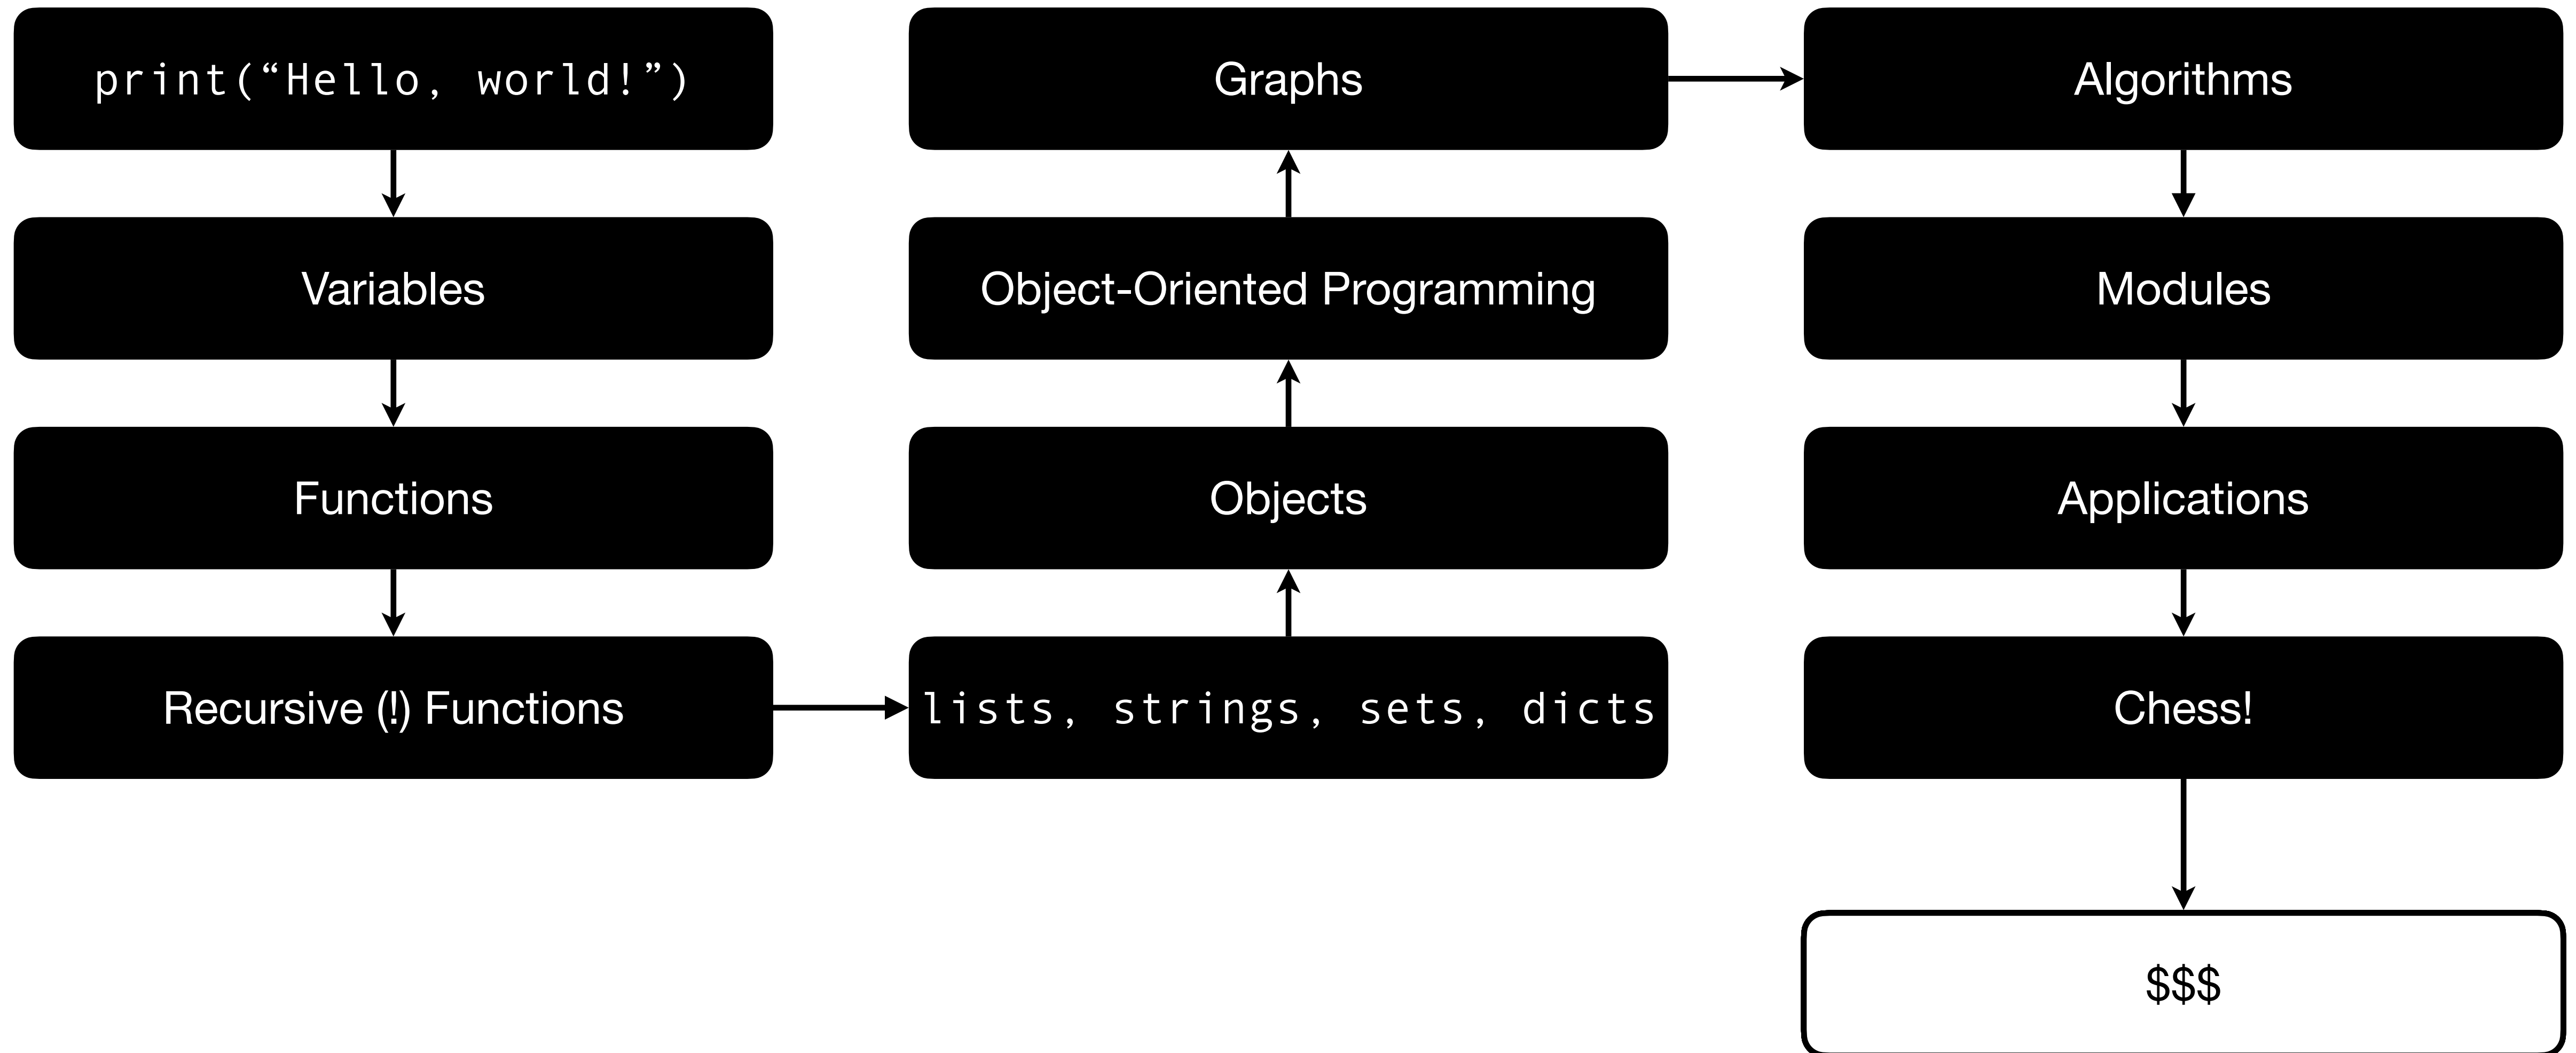 print(“Hello, world!”)
Variables
Functions
Recursive (!) Functions
lists, strings, sets, dicts
Objects
Object-Oriented Programming
Graphs
Algorithms
Modules
Applications
Chess!
$$$